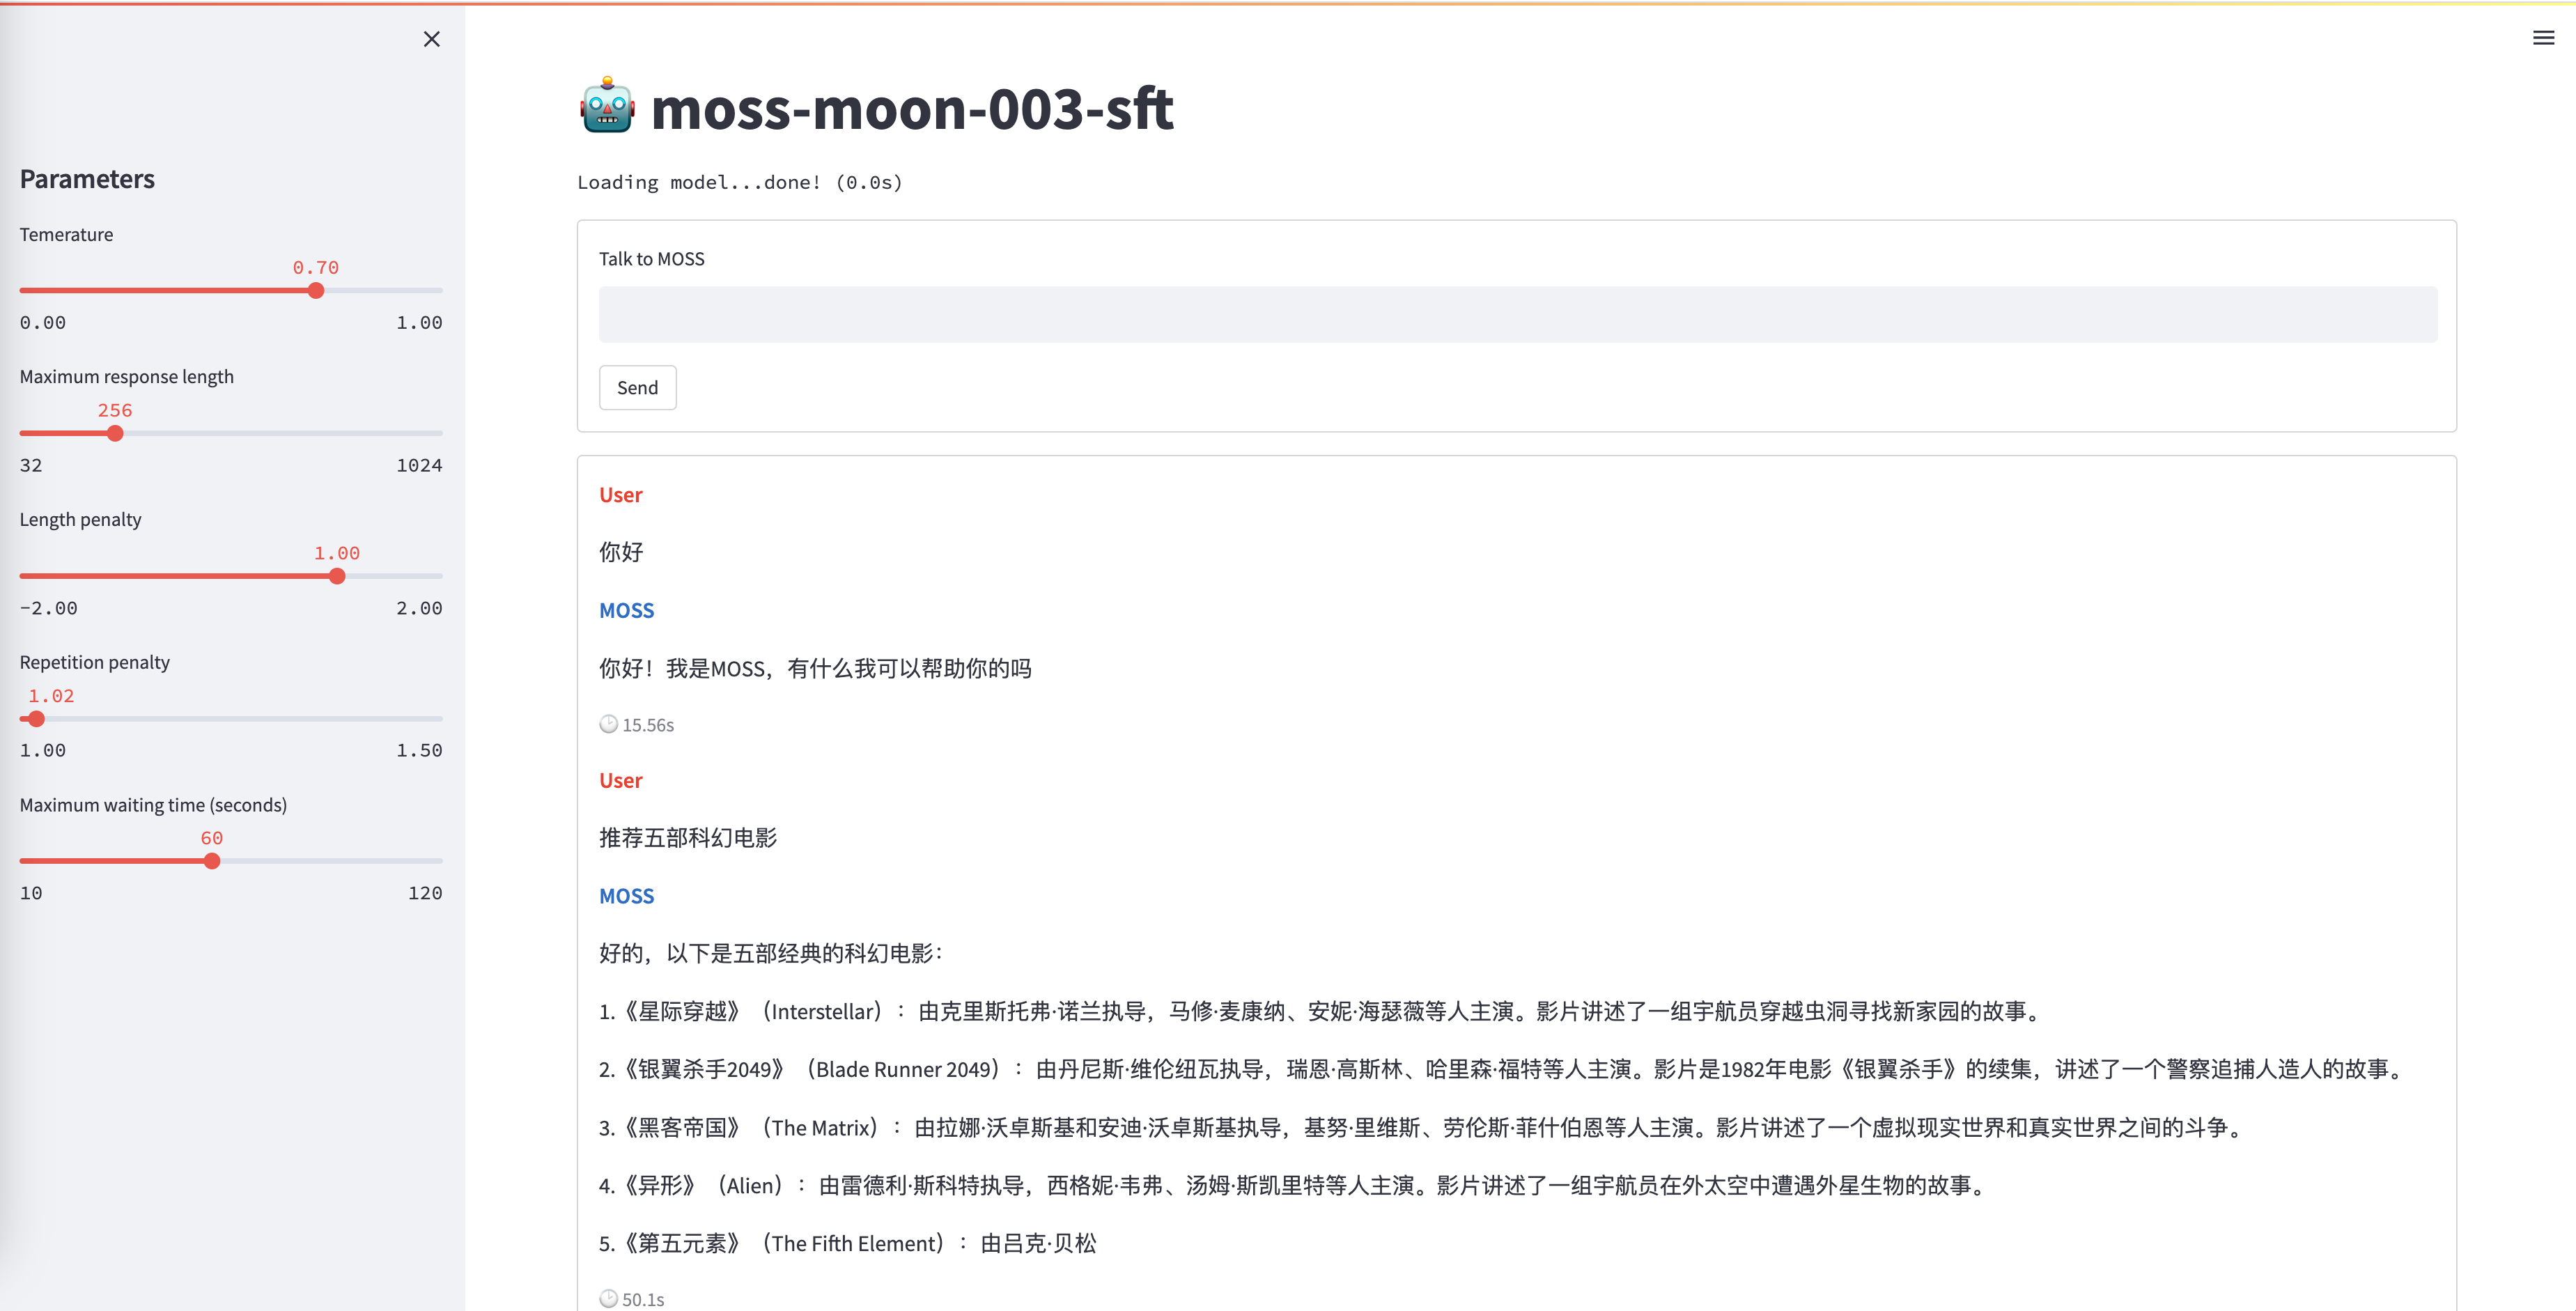 Parameters
Temerature
0.70
0.00 1.00
Maximum response length
256
32 1024
Length penalty
1.00
-2.00 2.00
Repetition penalty
1.02
1.00 1.50
Maximum waiting time (seconds)
60
10 120
moss-moon-003-sft
Loading model...done! (0.0s)
Talk to MOSS
Send
User
你好
MOSS
你好！我是MOSS，有什么我可以帮助你的吗
15.56s
User
推荐五部科幻电影
MOSS
好的，以下是五部经典的科幻电影：
1.《星际穿越》（Interstellar）：由克里斯托弗·诺兰执导，马修·麦康纳、安妮·海瑟薇等人主演。影片讲述了一组宇航员穿越虫洞寻找新家园的故事。
2.《银翼杀手2049》（Blade Runner 2049）：由丹尼斯·维伦纽瓦执导，瑞恩·高斯林、哈里森·福特等人主演。影片是1982年电影《银翼杀手》的续集，讲述了一个警察追捕人造人的故事。
3.《黑客帝国》（The Matrix）：由拉娜·沃卓斯基和安迪·沃卓斯基执导，基努·里维斯、劳伦斯·菲什伯恩等人主演。影片讲述了一个虚拟现实世界和真实世界之间的斗争。
4.《异形》（Alien）：由雷德利·斯科特执导，西格妮·韦弗、汤姆·斯凯里特等人主演。影片讲述了一组宇航员在外太空中遭遇外星生物的故事。
5.《第五元素》（The Fifth Element）：由吕克·贝松
50.1s